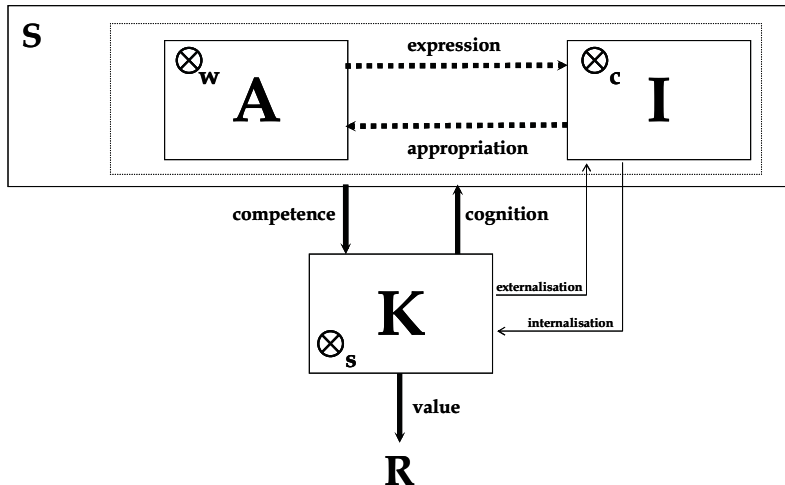 S
⊗w
A
expression
appropriation
⊗c
I
competence
cognition
K
⊗s
externalisation
internalisation
value
R